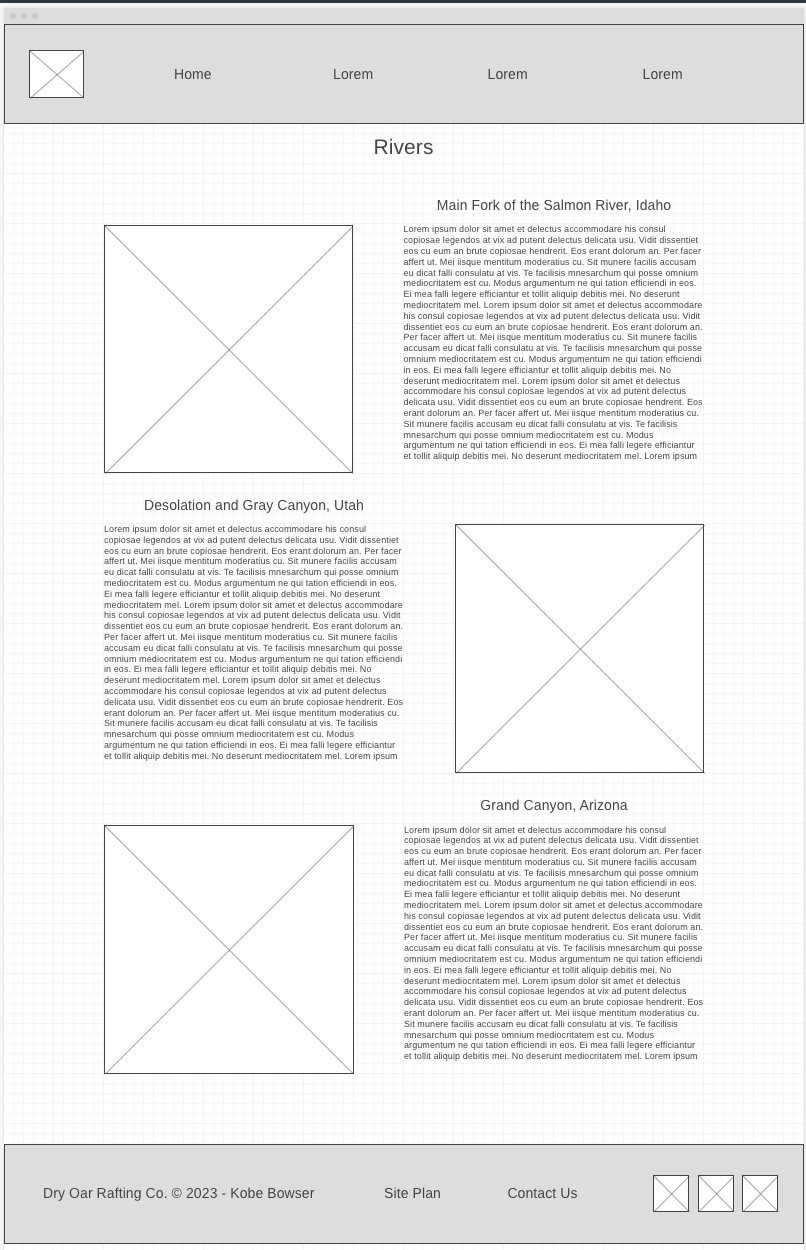 Home Lorem Lorem Lorem
Rivers
Main Fork of the Salmon River, Idaho
Lorem ipsum dolor sit amet et delectus accommodare his consul
copiosae legendos at vix ad putent delectus delicata usu. Vidit dissentiet
eos cu eum an brute copiosae hendrerit. Eos erant dolorum an. Per facer
affert ut. Mei iisque mentitum moderatius cu. Sit munere facilis accusam
eu dicat falli consulatu at vis. Te facilisis mnesarchum qui posse omnium
mediocritatem est cu. Modus argumentum ne qui tation efficiendi in eos.
Ei mea falli legere efficiantur et tollit aliquip debitis mei. No deserunt
mediocritatem mel. Lorem ipsum dolor sit amet et delectus accommodare
his consul copiosae legendos at vix ad putent delectus delicata usu. Vidit
dissentiet eos cu eum an brute copiosae hendrerit. Eos erant dolorum an.
Per facer affert ut. Mei iisque mentitum moderatius cu. Sit munere facilis
accusam eu dicat falli consulatu at vis. Te facilisis mnesarchum qui posse
omnium mediocritatem est cu. Modus argumentum ne qui tation efficiendi
in eos. Ei mea falli legere efficiantur et tollit aliquip debitis mei. No
deserunt mediocritatem mel. Lorem ipsum dolor sit amet et delectus
accommodare his consul copiosae legendos at vix ad putent delectus
delicata usu. Vidit dissentiet eos cu eum an brute copiosae hendrerit. Eos
erant dolorum an. Per facer affert ut. Mei iisque mentitum moderatius cu.
Sit munere facilis accusam eu dicat falli consulatu at vis. Te facilisis
mnesarchum qui posse omnium mediocritatem est cu. Modus
argumentum ne qui tation efficiendi in eos. Ei mea falli legere efficiantur
et tollit aliquip debitis mei. No deserunt mediocritatem mel. Lorem ipsum
Desolation and Gray Canyon, Utah
Lorem ipsum dolor sit amet et delectus accommodare his consul
copiosae legendos at vix ad putent delectus delicata usu. Vidit dissentiet
eos cu eum an brute copiosae hendrerit. Eos erant dolorum an. Per facer
affert ut. Mei iisque mentitum moderatius cu. Sit munere facilis accusam
eu dicat falli consulatu at vis. Te facilisis mnesarchum qui posse omnium
mediocritatem est cu. Modus argumentum ne qui tation efficiendi in eos.
Ei mea falli legere efficiantur et tollit aliquip debitis mei. No deserunt
mediocritatem mel. Lorem ipsum dolor sit amet et delectus accommodare
his consul copiosae legendos at vix ad putent delectus delicata usu. Vidit
dissentiet eos cu eum an brute copiosae hendrerit. Eos erant dolorum an.
Per facer affert ut. Mei iisque mentitum moderatius cu. Sit munere facilis
accusam eu dicat falli consulatu at vis. Te facilisis mnesarchum qui posse
omnium mediocritatem est cu. Modus argumentum ne qui tation efficiendi
in eos. Ei mea falli legere efficiantur et tollit aliquip debitis mei. No
deserunt mediocritatem mel. Lorem ipsum dolor sit amet et delectus
accommodare his consul copiosae legendos at vix ad putent delectus
delicata usu. Vidit dissentiet eos cu eum an brute copiosae hendrerit. Eos
erant dolorum an. Per facer affert ut. Mei iisque mentitum moderatius cu.
Sit munere facilis accusam eu dicat falli consulatu at vis. Te facilisis
mnesarchum qui posse omnium mediocritatem est cu. Modus
argumentum ne qui tation efficiendi in eos. Ei mea falli legere efficiantur
et tollit aliquip debitis mei. No deserunt mediocritatem mel. Lorem ipsum
Grand Canyon, Arizona
Lorem ipsum dolor sit amet et delectus accommodare his consul
copiosae legendos at vix ad putent delectus delicata usu. Vidit dissentiet
eos cu eum an brute copiosae hendrerit. Eos erant dolorum an. Per facer
affert ut. Mei iisque mentitum moderatius cu. Sit munere facilis accusam
eu dicat falli consulatu at vis. Te facilisis mnesarchum qui posse omnium
mediocritatem est cu. Modus argumentum ne qui tation efficiendi in eos.
Ei mea falli legere efficiantur et tollit aliquip debitis mei. No deserunt
mediocritatem mel. Lorem ipsum dolor sit amet et delectus accommodare
his consul copiosae legendos at vix ad putent delectus delicata usu. Vidit
dissentiet eos cu eum an brute copiosae hendrerit. Eos erant dolorum an.
Per facer affert ut. Mei iisque mentitum moderatius cu. Sit munere facilis
accusam eu dicat falli consulatu at vis. Te facilisis mnesarchum qui posse
omnium mediocritatem est cu. Modus argumentum ne qui tation efficiendi
in eos. Ei mea falli legere efficiantur et tollit aliquip debitis mei. No
deserunt mediocritatem mel. Lorem ipsum dolor sit amet et delectus
accommodare his consul copiosae legendos at vix ad putent delectus
delicata usu. Vidit dissentiet eos cu eum an brute copiosae hendrerit. Eos
erant dolorum an. Per facer affert ut. Mei iisque mentitum moderatius cu.
Sit munere facilis accusam eu dicat falli consulatu at vis. Te facilisis
mnesarchum qui posse omnium mediocritatem est cu. Modus
argumentum ne qui tation efficiendi in eos. Ei mea falli legere efficiantur
et tollit aliquip debitis mei. No deserunt mediocritatem mel. Lorem ipsum
Dry Oar Rafting Co. © 2023 - Kobe Bowser Site Plan Contact Us